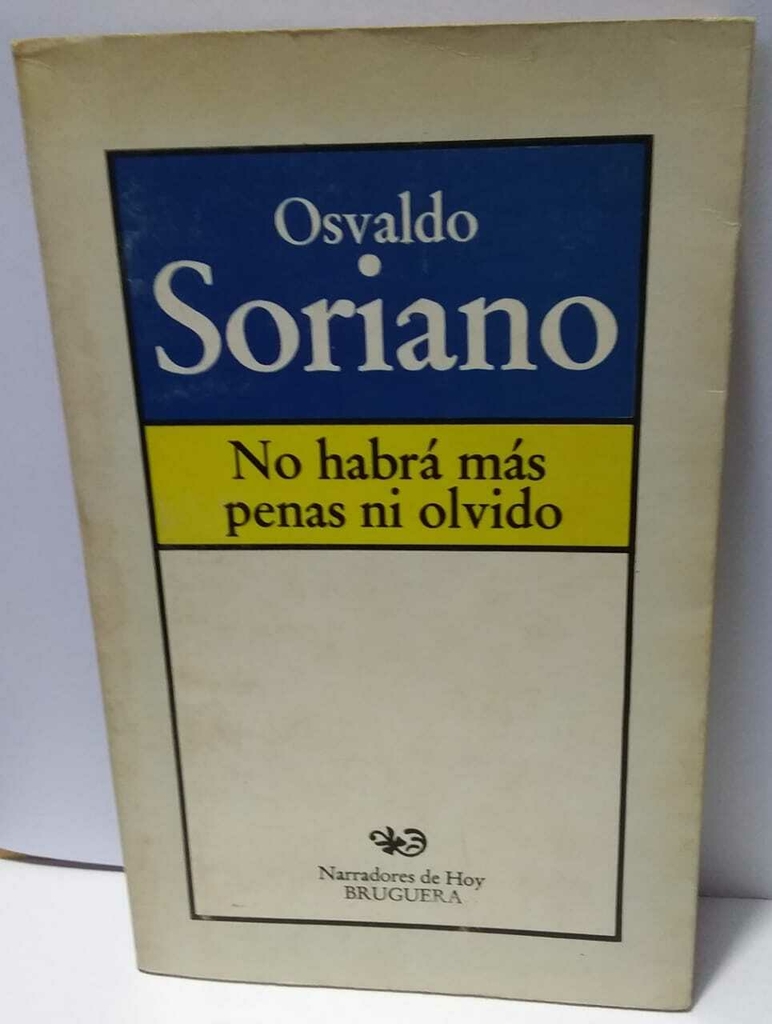 Osvaldo
Soriano
No habrá más
penas ni olvido
Narradores de Hoy
BRUGUERA